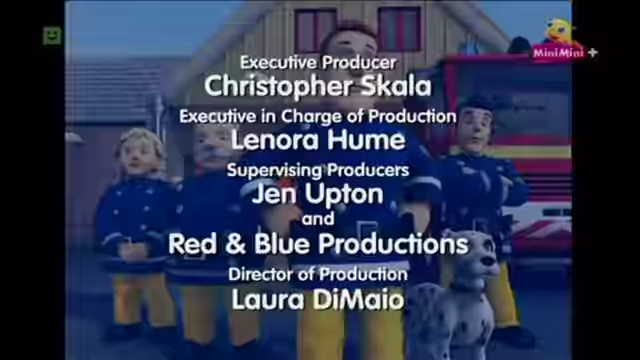 MiniMini +
Executive Producer
Christopher Skala
Executive in Charge of Production
Lenora Hume
Supervising Producers
Jen Upton
and
Red & Blue Productions
Director of Production
Laura DiMaio